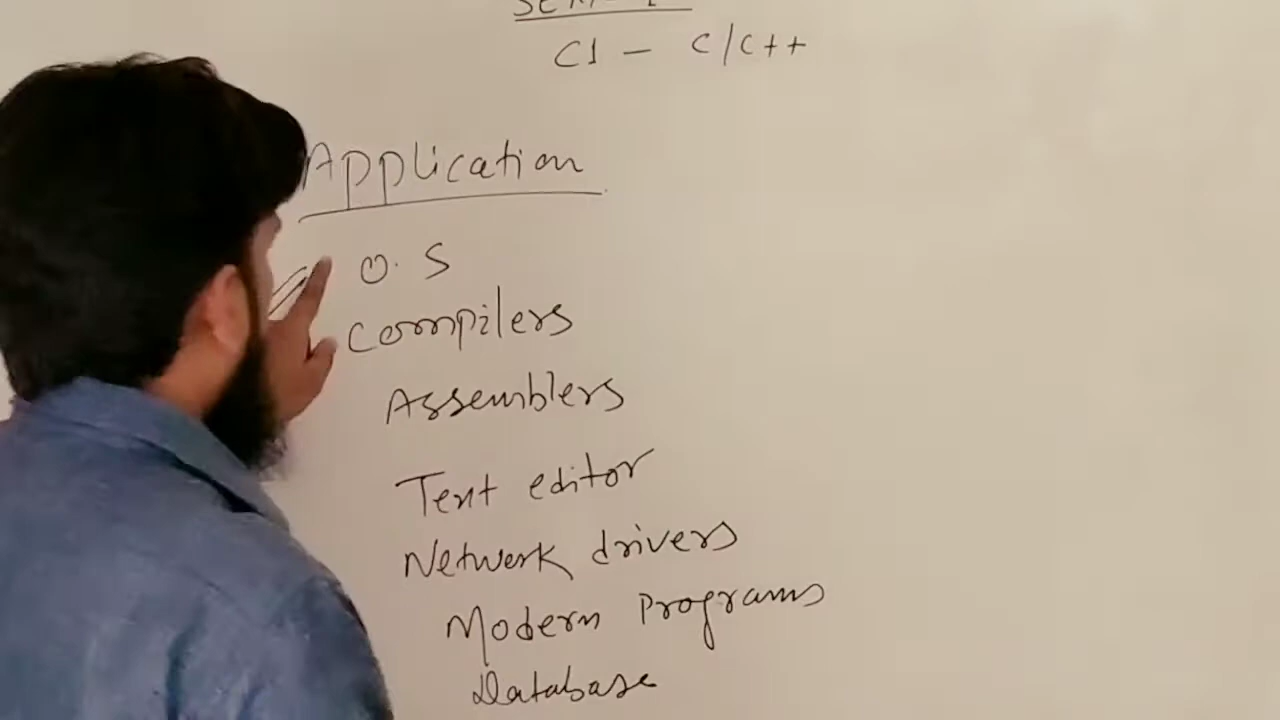 C1 - C/C++
Application
O.S
Compilers
Assemblers
Text editor
Network drivers
Modern Programs
Database